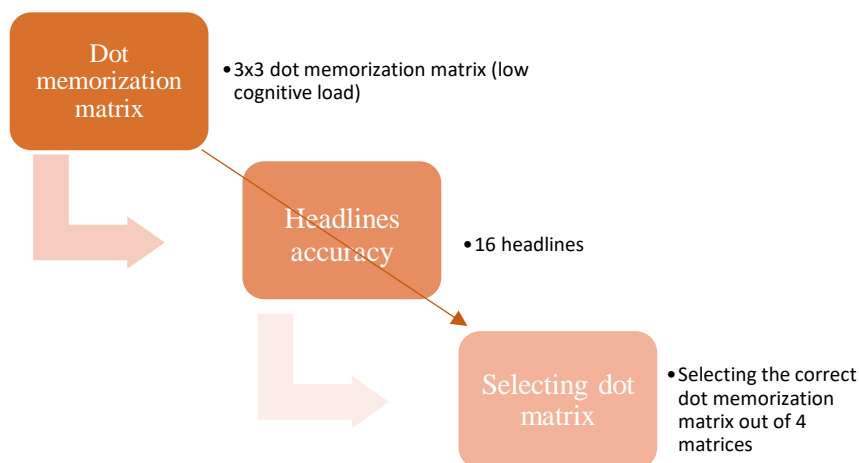 Dot
memorization
matrix
•3x3 dot memorization matrix (low
cognitive load)
Headlines
accuracy
•16 headlines
Selecting dot
matrix
•Selecting the correct
dot memorization
matrix out of 4
matrices